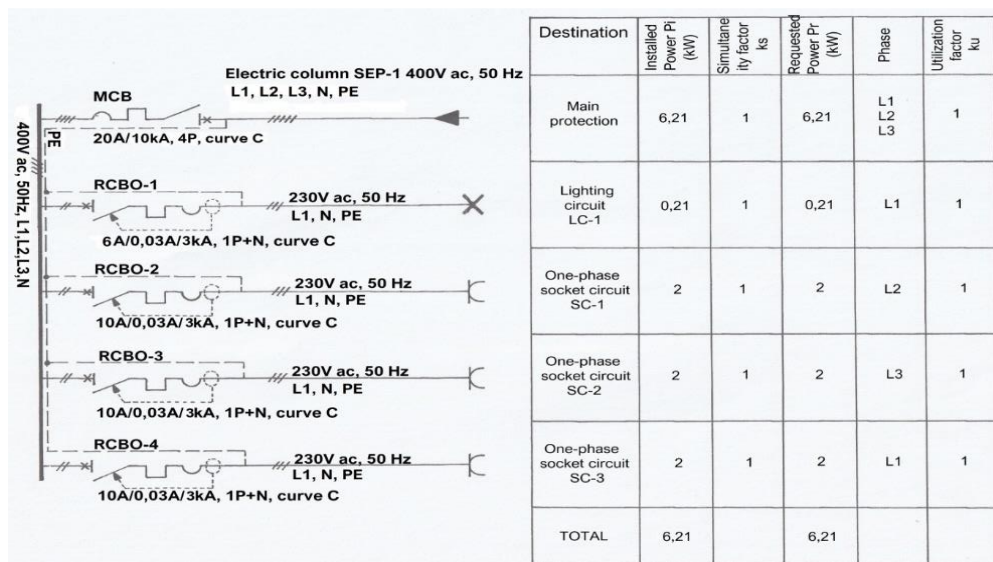 Electric column SEP-1 400V ac, 50 Hz
L1, L2, L3, N, PE
MCB
20A/10kA, 4P, curve C
PE
400V ac, 50Hz, L1,L2,L3,N
RCBO-1
230V ac, 50 Hz
L1, N, PE
6A/0,03A/3kA, 1P+N, curve C
RCBO-2
230V ac, 50 Hz
L1, N, PE
10A/0,03A/3kA, 1P+N, curve C
RCBO-3
230V ac, 50 Hz
L1, N, PE
10A/0,03A/3kA, 1P+N, curve C
RCBO-4
230V ac, 50 Hz
L1, N, PE
10A/0,03A/3kA, 1P+N, curve C
Destination
Installed
Power Pi
(kW)
Simultane
ity factor
ks
Requested
Power Pr
(kW)
Phase
Utilization
factor
ku
Main
protection
6,21
1
6,21
L1
L2
L3
1
Lighting
circuit
LC-1
0,21
1
0,21
L1
1
One-phase
socket circuit
SC-1
2
1
2
L2
1
One-phase
socket circuit
SC-2
2
1
2
L3
1
One-phase
socket circuit
SC-3
2
1
2
L1
1
TOTAL
6,21
6,21